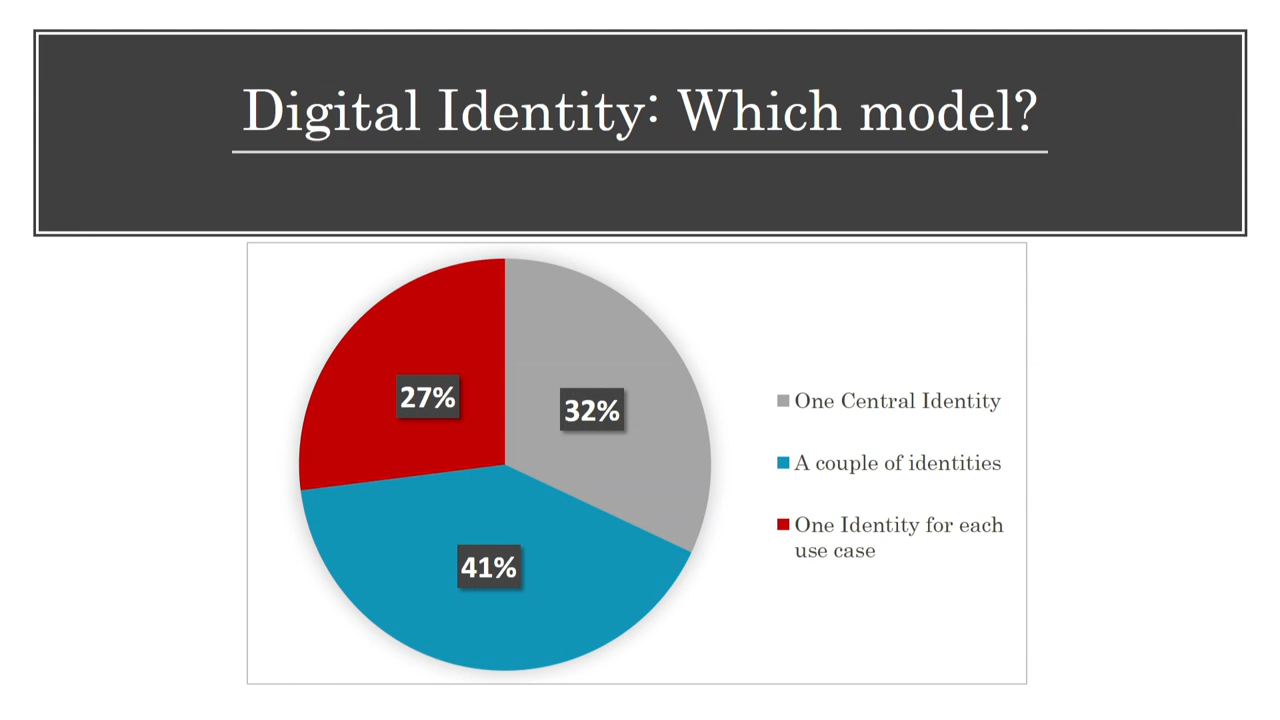 Digital Identity: Which model?
27%
32%
41%
One Central Identity
A couple of identities
One Identity for each
use case